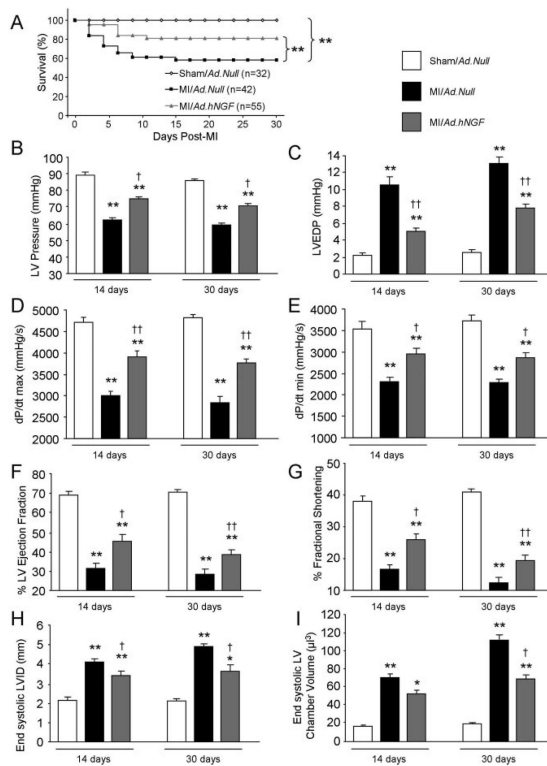 A
Survival (%)
100
80
60
40
20
0
**
**
Sham/Ad.Null (n=32)
MI/Ad.Null (n=42)
MI/Ad.hNGF (n=55)
0 5 10 15 20 25 30
Days Post-MI
Sham/Ad.Null
MI/Ad.Null
MI/Ad.hNGF
B
LV Pressure (mmHg)
100
90
80
70
60
50
40
30
** † ** ** † **
14 days 30 days
C
LVEDP (mmHg)
14
12
10
8
6
4
2
0
** †† ** ** †† **
14 days 30 days
D
dP/dt max (mmHg/s)
5000
4500
4000
3500
3000
2500
2000
** †† ** ** †† **
14 days 30 days
E
dP/dt min (mmHg)
4000
3500
3000
2500
2000
1500
1000
** † ** ** † **
14 days 30 days
F
% LV Ejection Fraction
80
70
60
50
40
30
20
** † ** ** †† **
14 days 30 days
G
% Fractional Shortening
50
40
30
20
10
** † ** ** †† **
14 days 30 days
H
End systolic LVID (mm)
6
5
4
3
2
1
0
** † ** ** † *
14 days 30 days
I
End systolic LV
Chamber Volume (µl³)
120
100
80
60
40
20
0
** * ** † **
14 days 30 days